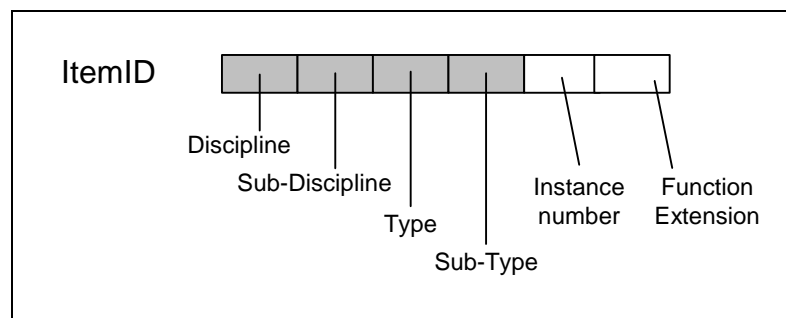 ItemID
Discipline
Sub-Discipline
Type
Sub-Type
Instance
number
Function
Extension